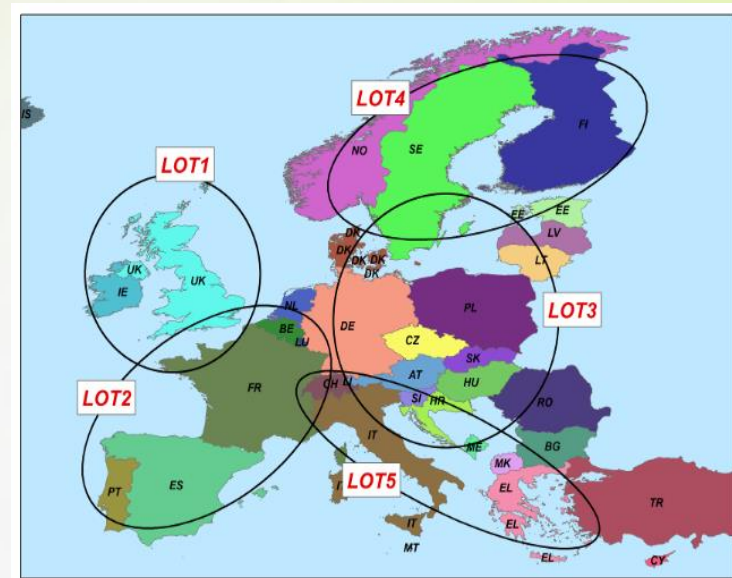 LOT4
IS
FI
NO
SE
LOT1
EE
EE
DK
LV
DK
DK
DK
LT
DK
UK
IE
UK
NL
PL
LOT3
DE
BE
LU
CZ
SK
AT
HU
LOT2
CH
LI
FR
SI
HR
RO
IT
ME
BG
MK
PT
ES
LOT5
EL
TR
EL
IT
MT
EL
CY